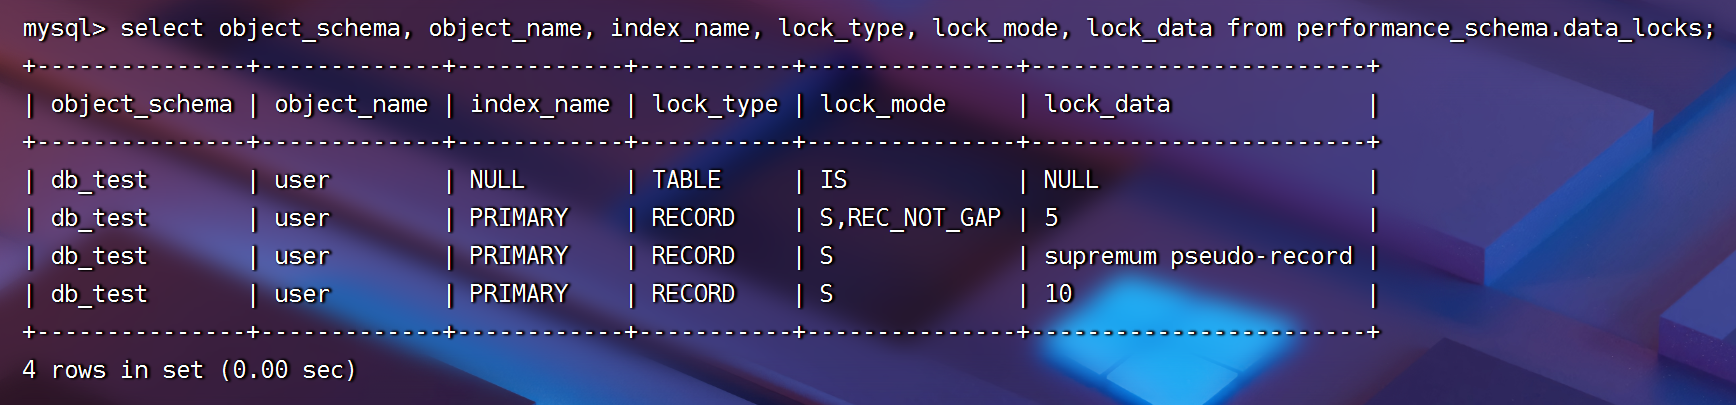 mysql> select object_schema, object_name, index_name, lock_type, lock_mode, lock_data from performance_schema.data_locks;
+---------------+-------------+------------+-----------+---------------+------------------------+
| object_schema | object_name | index_name | lock_type | lock_mode     | lock_data              |
+---------------+-------------+------------+-----------+---------------+------------------------+
| db_test       | user        | NULL       | TABLE     | IS            | NULL                   |
| db_test       | user        | PRIMARY    | RECORD    | S,REC_NOT_GAP | 5                      |
| db_test       | user        | PRIMARY    | RECORD    | S             | supremum pseudo-record |
| db_test       | user        | PRIMARY    | RECORD    | S             | 10                     |
+---------------+-------------+------------+-----------+---------------+------------------------+
4 rows in set (0.00 sec)